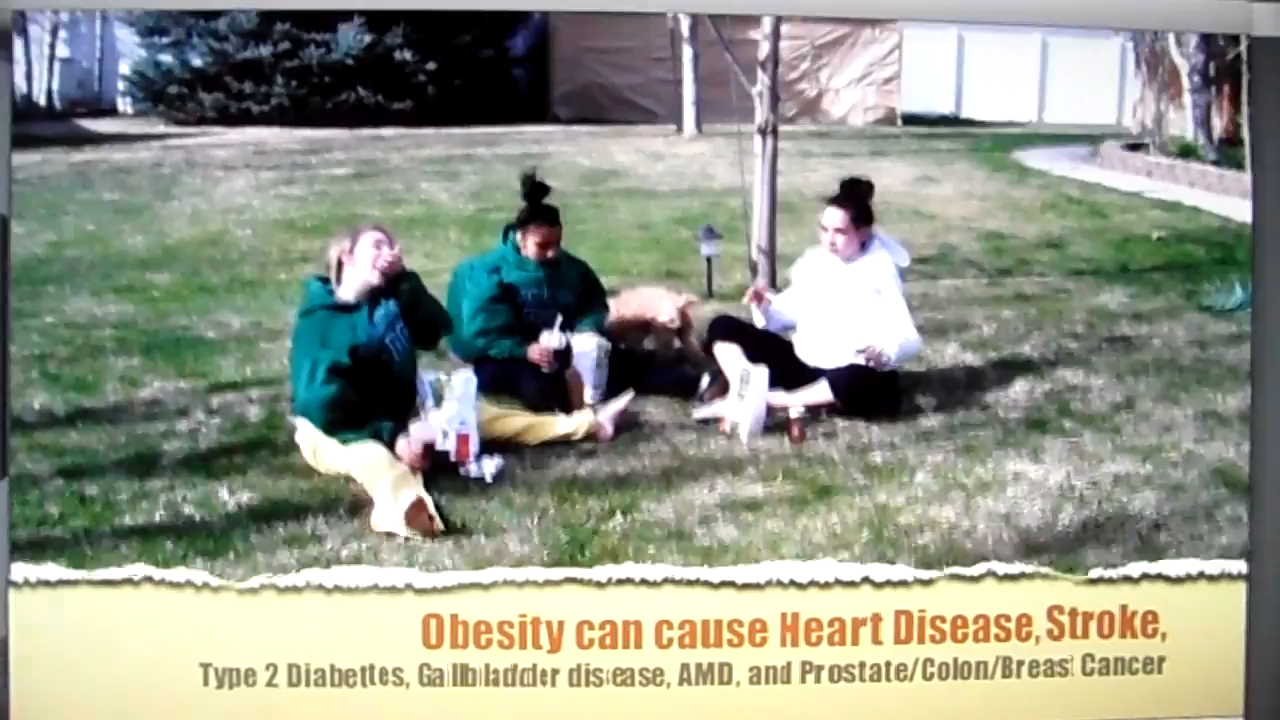 Obesity can cause Heart Disease, Stroke,
Type 2 Diabettes, Gallbladder disease, AMD, and Prostate/Colon/Breast Cancer